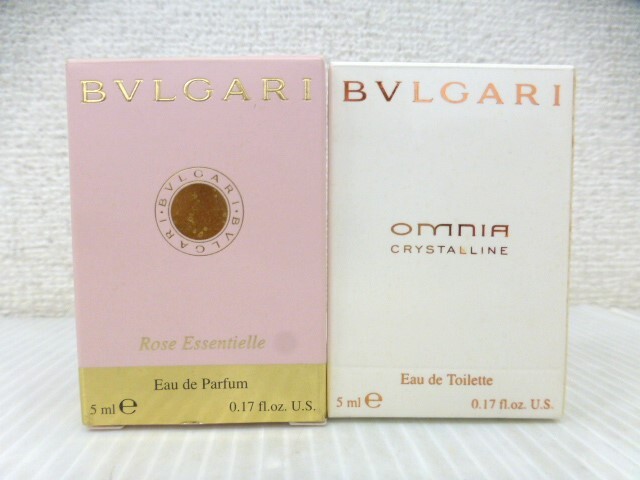 BVLGARI
BVLGARI · BVLGARI ·
Rose Essentielle
Eau de Parfum
5 ml e 0.17 fl.oz. U.S.
BVLGARI
OMNIA
CRYSTALLINE
Eau de Toilette
5 ml e 0.17 fl.oz. U.S.